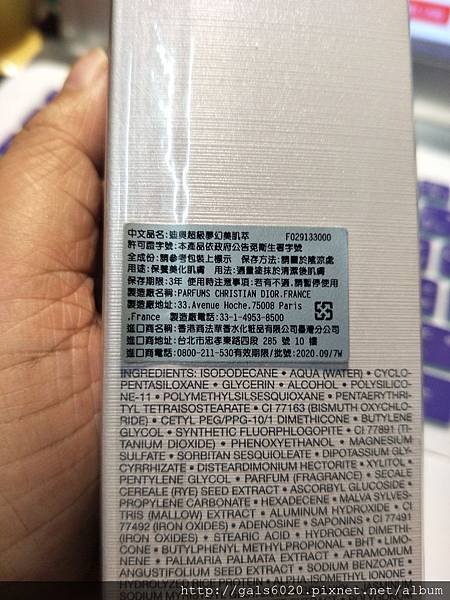 中文品名:迪奧超級夢幻美肌萃 F029133000
許可證字號:本產品依政府公告免衛生署字號
全成份:請參考包裝上標示 保存方法:請置於陰涼處
用途:保養美化肌膚 用法:適量塗抹於清潔後肌膚
保存期限:3年 使用時注意事項:若有不適,請暫停使用
製造廠名稱:PARFUMS CHRISTIAN DIOR.FRANCE
製造廠地址:33.Avenue Hoche.75008 Paris
.France 製造廠電話:33-1-4953-8500
進口商名稱:香港商法華香水化粧品有限公司臺灣分公司
進口商地址:台北市忠孝東路四段 285 號 10 樓
進口商電話:0800-211-530有效期限/批號:2020.09/7W
INGREDIENTS: ISODODECANE • AQUA (WATER) • CYCLO-
PENTASILOXANE • GLYCERIN • ALCOHOL • POLYSILICO-
NE-11 • POLYMETHYLSILSESQUIOXANE • PENTAERYTHRI-
TYL TETRAISOSTEARATE • CI 77163 (BISMUTH OXYCHLO-
RIDE) • CETYL PEG/PPG-10/1 DIMETHICONE • BUTYLENE
GLYCOL • SYNTHETIC FLUORPHLOGOPITE • CI 77891 (TI-
TANIUM DIOXIDE) • PHENOXYETHANOL • MAGNESIUM
SULFATE • SORBITAN SESQUIOLEATE • DIPOTASSIUM GLY-
CYRRHIZATE • DISTEARDIMONIUM HECTORITE • XYLITOL •
PENTYLENE GLYCOL • PARFUM (FRAGRANCE) • SECALE
CEREALE (RYE) SEED EXTRACT • ASCORBYL GLUCOSIDE •
PROPYLENE CARBONATE • HEXADECENE • MALVA SYLVES-
TRIS (MALLOW) EXTRACT • ALUMINUM HYDROXIDE • CI
77492 (IRON OXIDES) • ADENOSINE • SAPONINS • CI 77491
(IRON OXIDES) • STEARIC ACID • HYDROGEN DIMETHI-
CONE • BUTYLPHENYL METHYLPROPIONAL • BHT • LIMO-
NENE • PALMARIA PALMATA EXTRACT • AFRAMOMUM
ANGUSTIFOLIUM SEED EXTRACT • SODIUM BENZOATE •
HYDROLYZED RICE PROTEIN • ALPHA-ISOMETHYL IONONE •
SODIUM
http://gals6020.pixnet.net/album